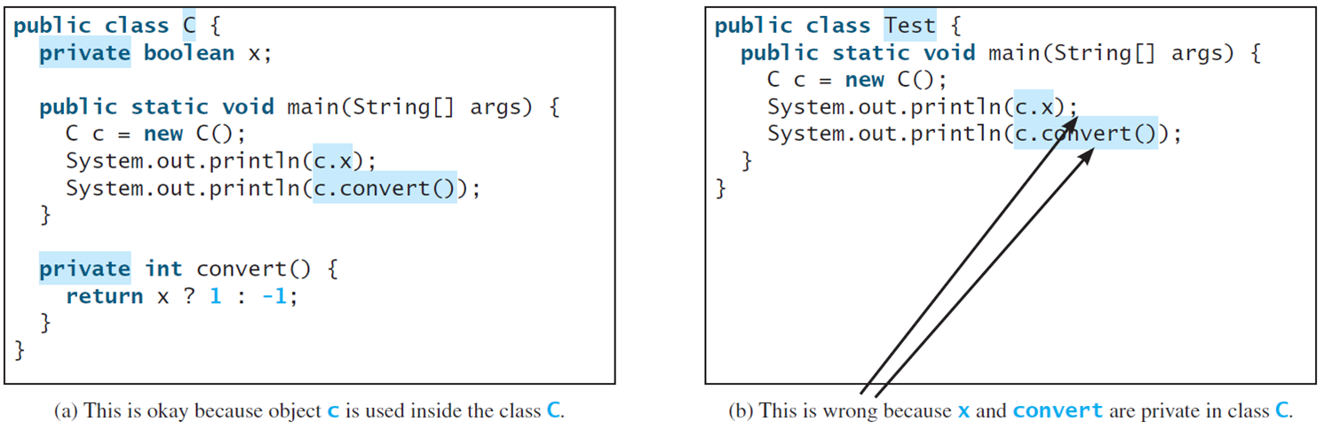 public class C {
private boolean x;
public static void main(String[] args) {
C c = new C();
System.out.println(c.x);
System.out.println(c.convert());
}
private int convert() {
return x ? 1 : -1;
}
}
(a) This is okay because object c is used inside the class C.
public class Test {
public static void main(String[] args) {
C c = new C();
System.out.println(c.x);
System.out.println(c.convert());
}
}
(b) This is wrong because x and convert are private in class C.